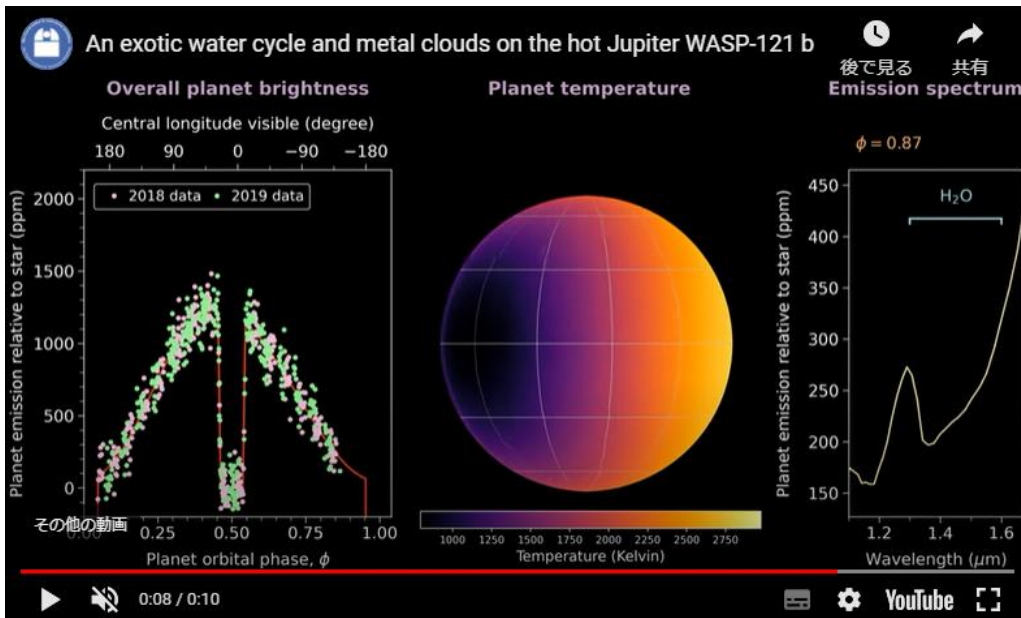 An exotic water cycle and metal clouds on the hot Jupiter WASP-121 b
後で見る
共有
Overall planet brightness
Central longitude visible (degree)
180 90 0 −90 −180
2018 data 2019 data
Planet emission relative to star (ppm)
2000
1500
1000
500
0
0.00 0.25 0.50 0.75 1.00
Planet orbital phase, ϕ
Planet temperature
1000 1250 1500 1750 2000 2250 2500 2750
Temperature (Kelvin)
Emission spectrum
ϕ = 0.87
H₂O
Planet emission relative to star (ppm)
450
400
350
300
250
200
150
1.2 1.4 1.6
Wavelength (μm)
その他の動画
0:08 / 0:10
YouTube